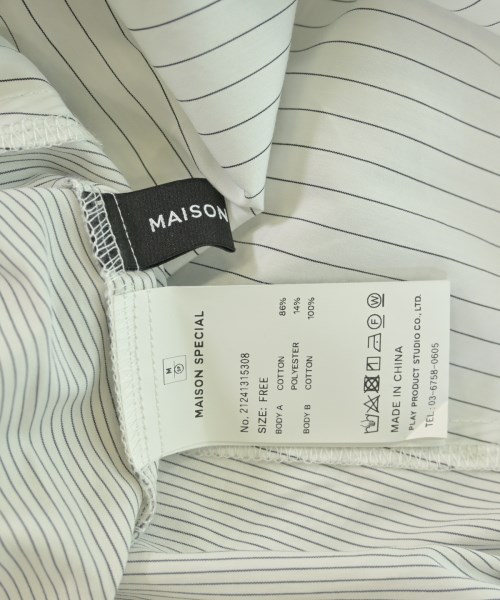 MAISON
M
SP
MAISON SPECIAL
No. 21241315308
SIZE: FREE
BODY A COTTON 86%
POLYESTER 14%
BODY B COTTON 100%
F W
MADE IN CHINA
PLAY PRODUCT STUDIO CO., LTD.
TEL: 03-6758-0605